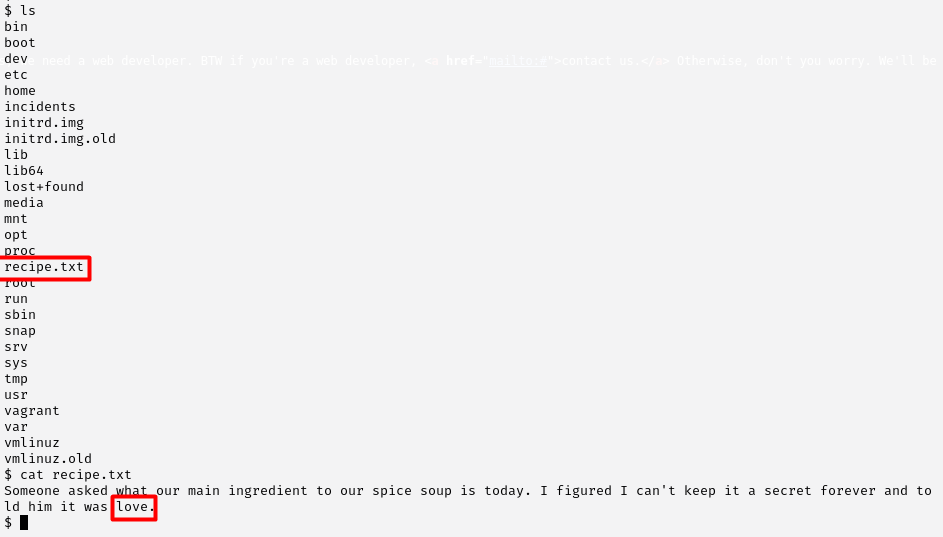 $ ls
bin
boot
dev
e need a web developer. BTW if you're a web developer, <a href="mailto:#">contact us.</a> Otherwise, don't you worry. We'll be
etc
home
incidents
initrd.img
initrd.img.old
lib
lib64
lost+found
media
mnt
opt
proc
recipe.txt
root
run
sbin
snap
srv
sys
tmp
usr
vagrant
var
vmlinuz
vmlinuz.old
$ cat recipe.txt
Someone asked what our main ingredient to our spice soup is today. I figured I can't keep it a secret forever and to
ld him it was love.
$